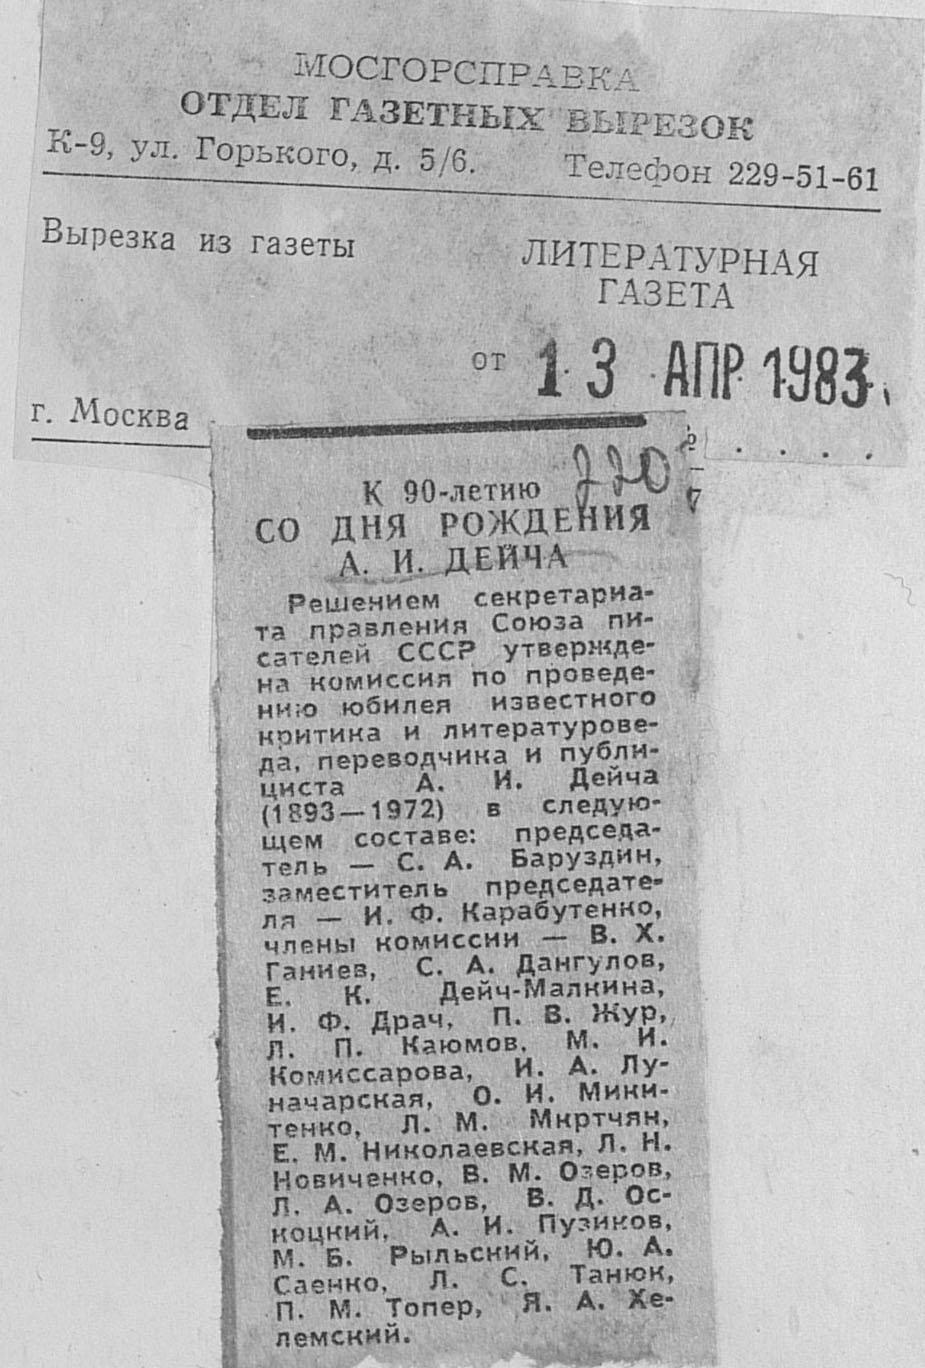 МОСГОРСПРАВКА
ОТДЕЛ ГАЗЕТНЫХ ВЫРЕЗОК
К-9, ул. Горького, д. 5/6. Телефон 229-51-61
Вырезка из газеты
ЛИТЕРАТУРНАЯ
ГАЗЕТА
от 13 АПР 1983
г. Москва
220
К 90-летию
СО ДНЯ РОЖДЕНИЯ
А. И. ДЕЙЧА
Решением секретариа-
та правления Союза пи-
сателей СССР утвержде-
на комиссия по проведе-
нию юбилея известного
критика и литературове-
да, переводчика и публи-
циста А. И. Дейча
(1893—1972) в следую-
щем составе: председа-
тель — С. А. Баруздин,
заместитель председате-
ля — И. Ф. Карабутенко,
члены комиссии — В. Х.
Ганиев, С. А. Дангулов,
Е. К. Дейч-Малкина,
И. Ф. Драч, П. В. Жур,
Л. П. Каюмов, М. И.
Комиссарова, И. А. Лу-
начарская, О. И. Мики-
тенко, Л. М. Мкртчян,
Е. М. Николаевская, Л. Н.
Новиченко, В. М. Озеров,
Л. А. Озеров, В. Д. Ос-
коцкий, А. И. Пузиков,
М. Б. Рыльский, Ю. А.
Саенко, Л. С. Танюк,
П. М. Топер, Я. А. Хе-
лемский.